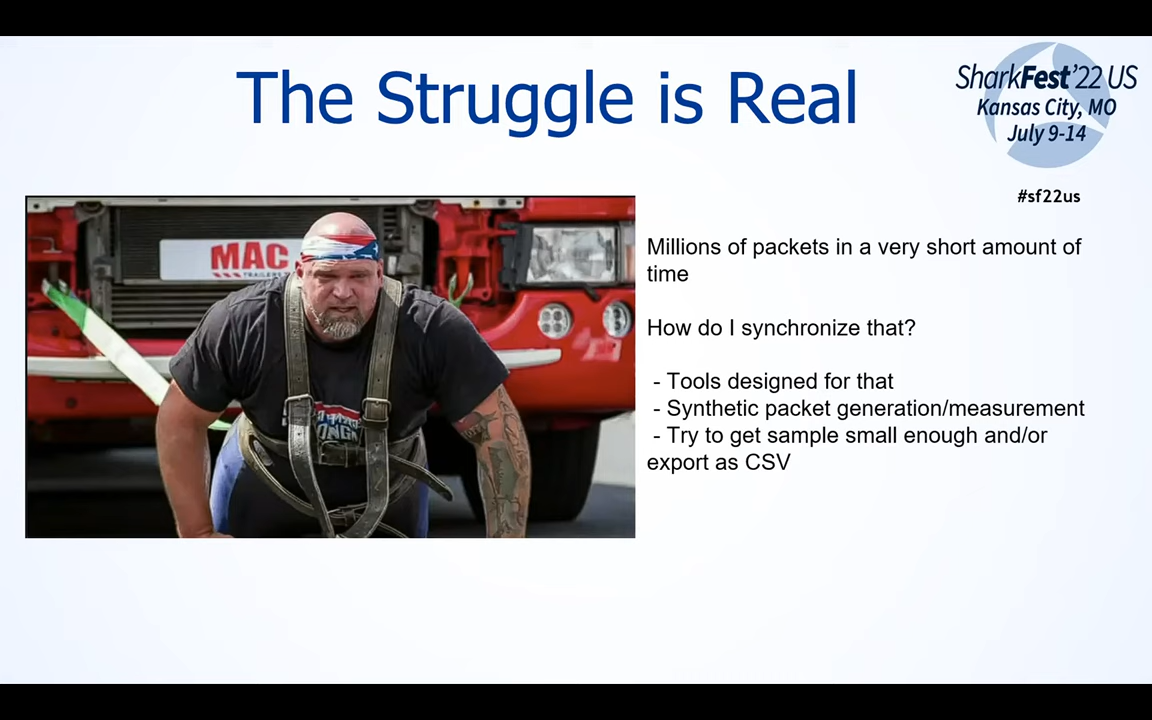 The Struggle is Real
SharkFest'22 US
Kansas City, MO
July 9-14
#sf22us
MAC
TRAILERS
Millions of packets in a very short amount of
time
How do I synchronize that?
- Tools designed for that
- Synthetic packet generation/measurement
- Try to get sample small enough and/or
export as CSV